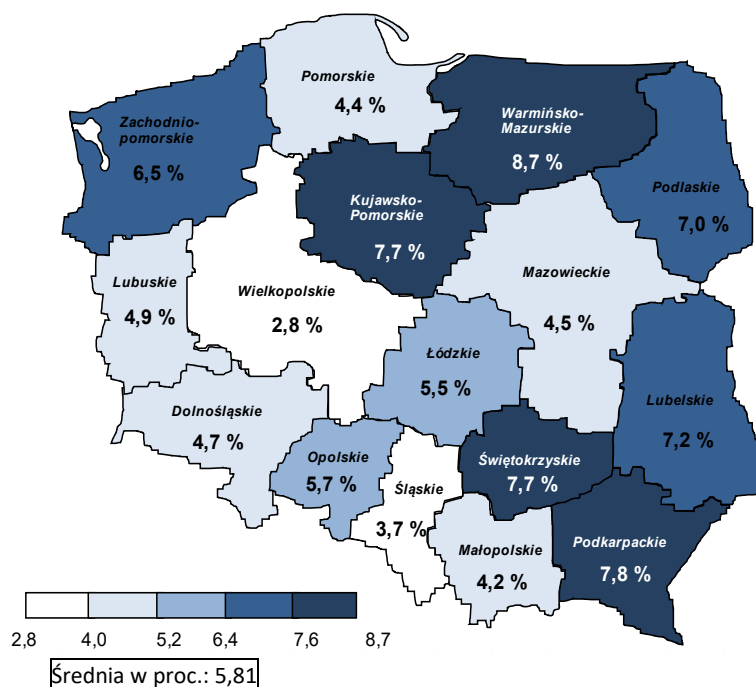 Pomorskie
4,4 %
Zachodnio-
pomorskie
6,5 %
Warmińsko-
Mazurskie
8,7 %
Podlaskie
7,0 %
Kujawsko-
Pomorskie
7,7 %
Mazowieckie
4,5 %
Lubuskie
4,9 %
Wielkopolskie
2,8 %
Łódzkie
5,5 %
Lubelskie
7,2 %
Dolnośląskie
4,7 %
Opolskie
5,7 %
Śląskie
3,7 %
Świętokrzyskie
7,7 %
Małopolskie
4,2 %
Podkarpackie
7,8 %
2,8 4,0 5,2 6,4 7,6 8,7
Średnia w proc.: 5,81